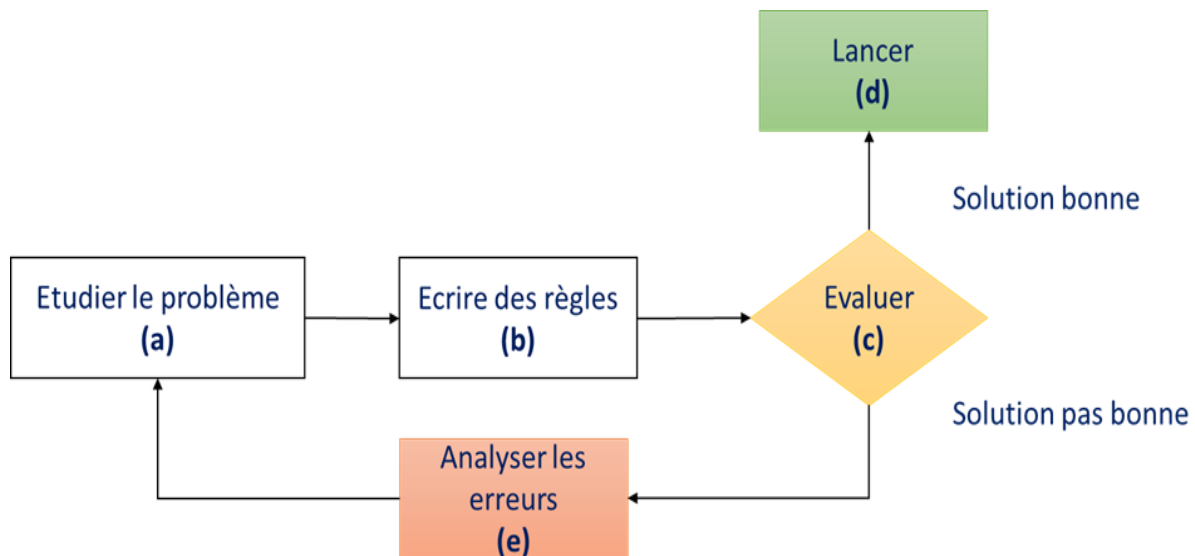 Lancer
(d)
Solution bonne
Etudier le problème
(a)
Ecrire des règles
(b)
Evaluer
(c)
Solution pas bonne
Analyser les
erreurs
(e)